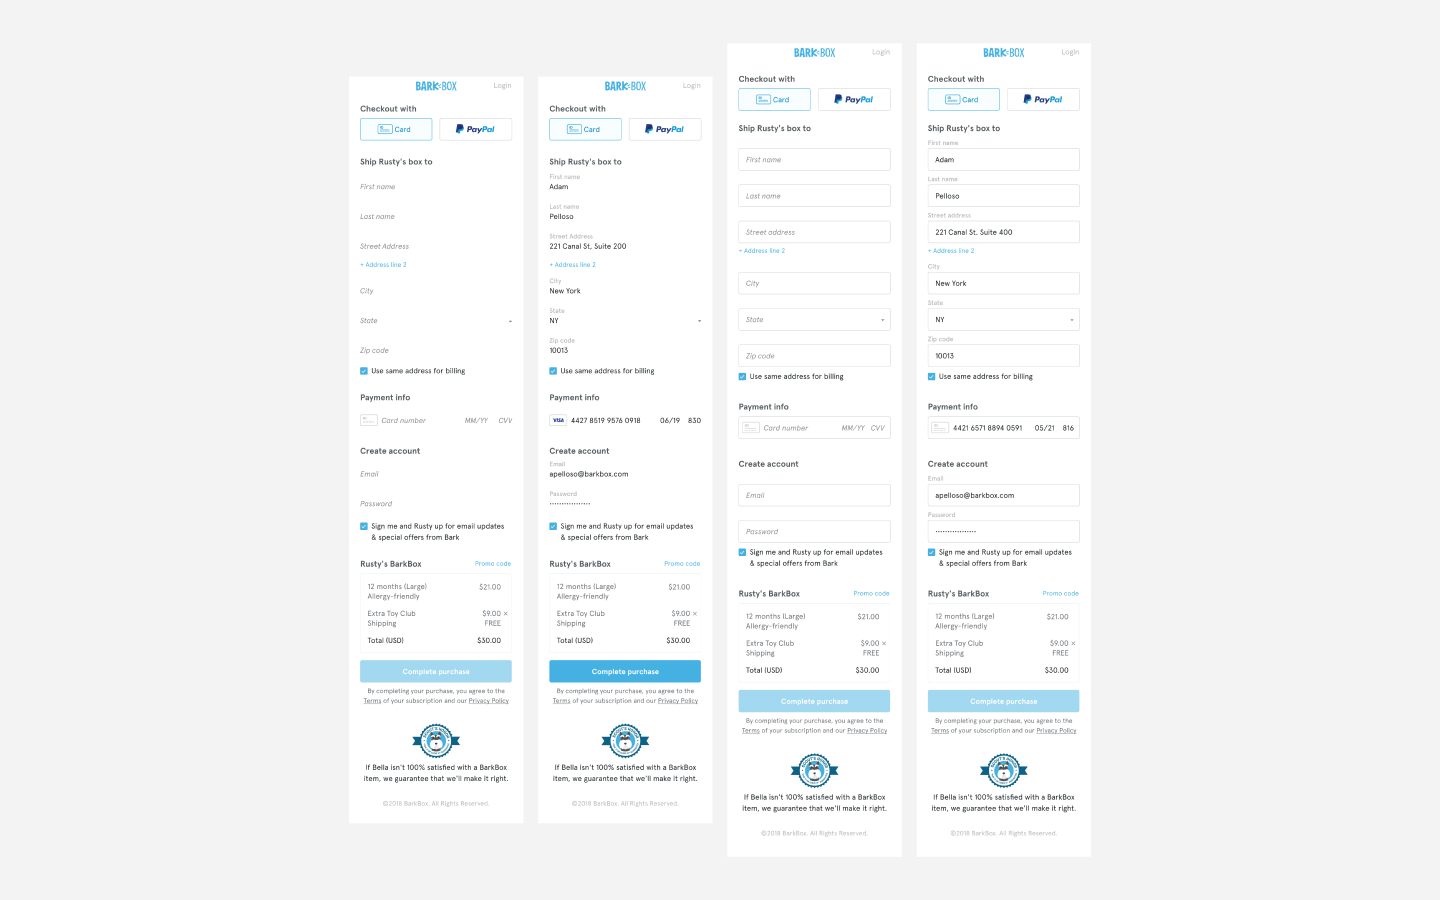 BARK BOX
Login
Checkout with
Card
PayPal
Ship Rusty's box to
First name
Last name
Street Address
+ Address line 2
City
State
Zip code
Use same address for billing
Payment info
Card number MM/YY CVV
Create account
Email
Password
Sign me and Rusty up for email updates
& special offers from Bark
Rusty's BarkBox Promo code
12 months (Large) $21.00
Allergy-friendly
Extra Toy Club $9.00 ×
Shipping FREE
Total (USD) $30.00
Complete purchase
By completing your purchase, you agree to the
Terms of your subscription and our Privacy Policy
If Bella isn't 100% satisfied with a BarkBox
item, we guarantee that we'll make it right.
©2018 BarkBox. All Rights Reserved.
BARK BOX
Login
Checkout with
Card
PayPal
Ship Rusty's box to
First name
Adam
Last name
Pelloso
Street Address
221 Canal St, Suite 200
+ Address line 2
City
New York
State
NY
Zip code
10013
Use same address for billing
Payment info
VISA 4427 8519 9576 0918 06/19 830
Create account
Email
apelloso@barkbox.com
Password
Sign me and Rusty up for email updates
& special offers from Bark
Rusty's BarkBox Promo code
12 months (Large) $21.00
Allergy-friendly
Extra Toy Club $9.00 ×
Shipping FREE
Total (USD) $30.00
Complete purchase
By completing your purchase, you agree to the
Terms of your subscription and our Privacy Policy
If Bella isn't 100% satisfied with a BarkBox
item, we guarantee that we'll make it right.
©2018 BarkBox. All Rights Reserved.
BARK BOX
Login
Checkout with
Card
PayPal
Ship Rusty's box to
First name
Last name
Street address
+ Address line 2
City
State
Zip code
Use same address for billing
Payment info
Card number MM/YY CVV
Create account
Email
Password
Sign me and Rusty up for email updates
& special offers from Bark
Rusty's BarkBox Promo code
12 months (Large) $21.00
Allergy-friendly
Extra Toy Club $9.00 ×
Shipping FREE
Total (USD) $30.00
Complete purchase
By completing your purchase, you agree to the
Terms of your subscription and our Privacy Policy
If Bella isn't 100% satisfied with a BarkBox
item, we guarantee that we'll make it right.
©2018 BarkBox. All Rights Reserved.
BARK BOX
Login
Checkout with
Card
PayPal
Ship Rusty's box to
First name
Adam
Last name
Pelloso
Street address
221 Canal St. Suite 400
+ Address line 2
City
New York
State
NY
Zip code
10013
Use same address for billing
Payment info
4421 6571 8894 0591 05/21 816
Create account
Email
apelloso@barkbox.com
Password
Sign me and Rusty up for email updates
& special offers from Bark
Rusty's BarkBox Promo code
12 months (Large) $21.00
Allergy-friendly
Extra Toy Club $9.00 ×
Shipping FREE
Total (USD) $30.00
Complete purchase
By completing your purchase, you agree to the
Terms of your subscription and our Privacy Policy
If Bella isn't 100% satisfied with a BarkBox
item, we guarantee that we'll make it right.
©2018 BarkBox. All Rights Reserved.